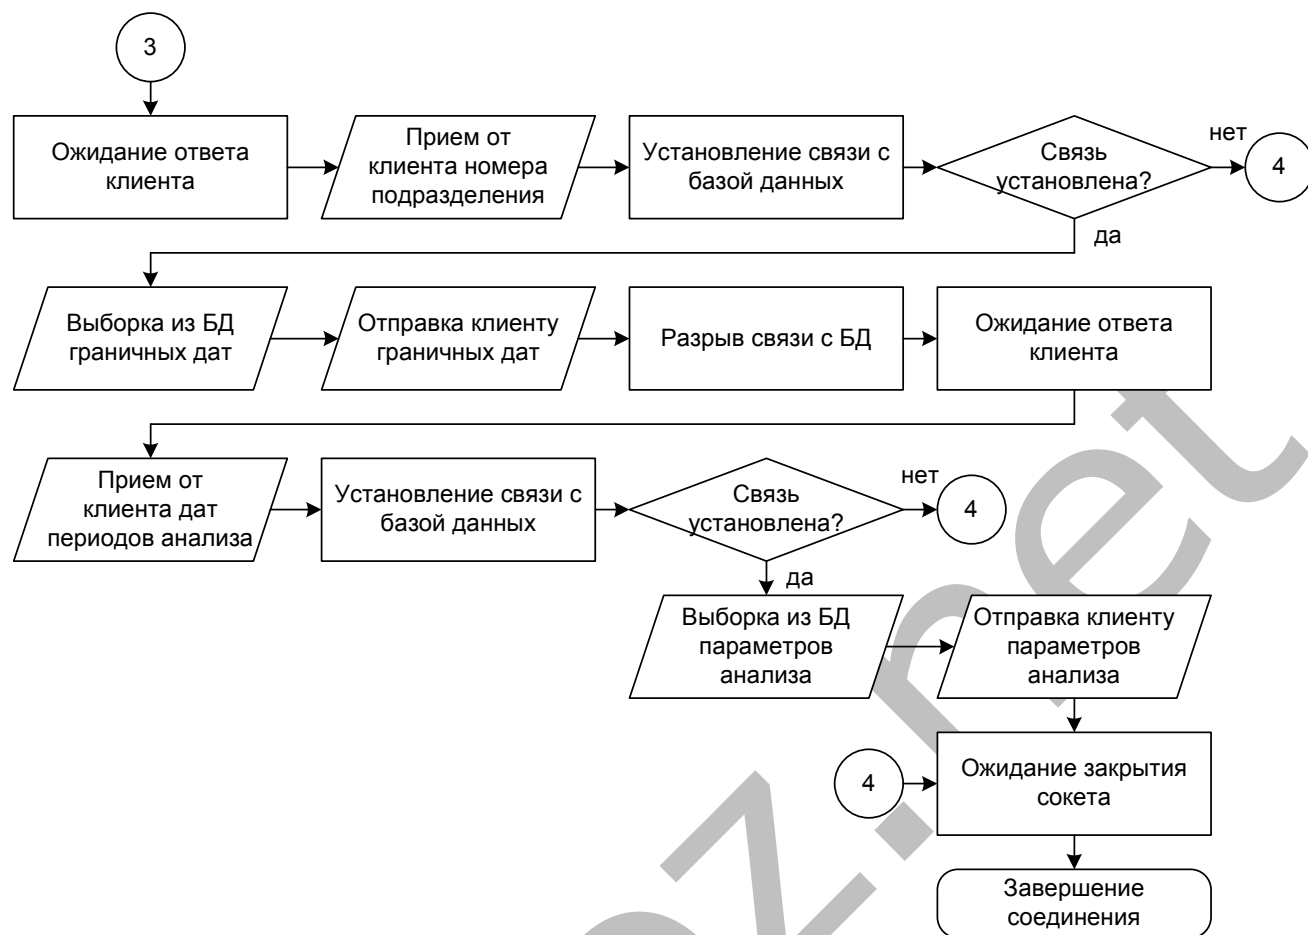 3
Ожидание ответа
клиента
Прием от
клиента номера
подразделения
Установление связи с
базой данных
Связь
установлена?
нет
4
да
Выборка из БД
граничных дат
Отправка клиенту
граничных дат
Разрыв связи с БД
Ожидание ответа
клиента
Прием от
клиента дат
периодов анализа
Установление связи с
базой данных
Связь
установлена?
нет
4
да
Выборка из БД
параметров
анализа
Отправка клиенту
параметров
анализа
4
Ожидание закрытия
сокета
Завершение
соединения
z.net